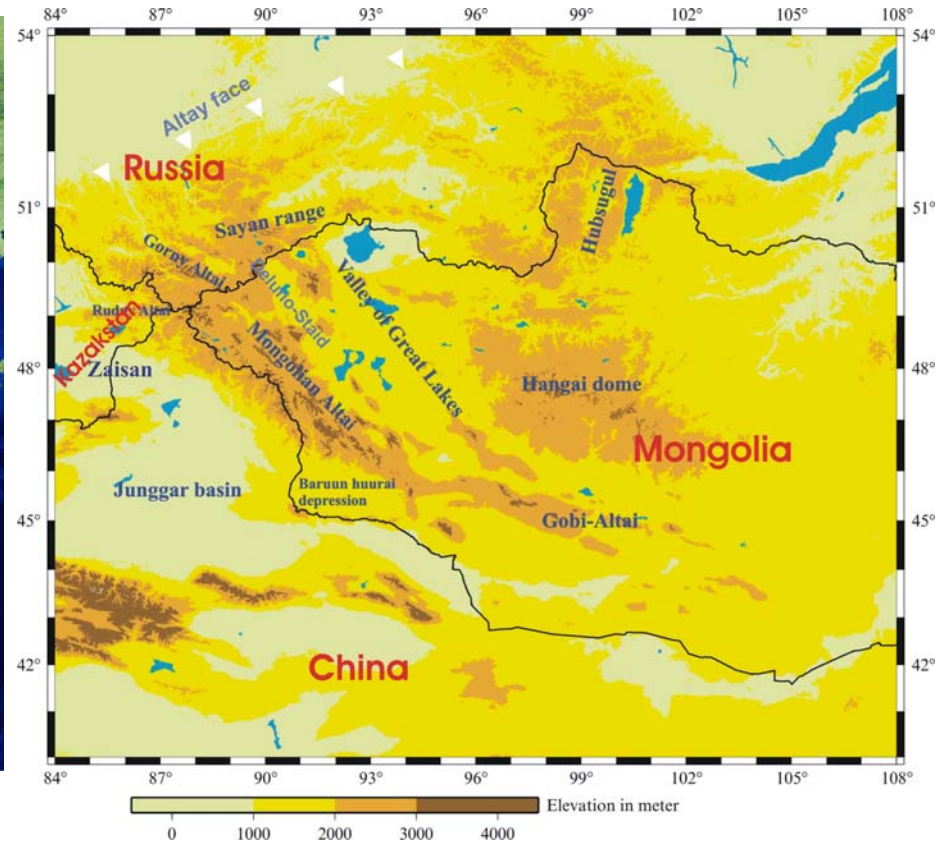 84° 87° 90° 93° 96° 99° 102° 105° 108°
54° 54°
Altay face
Russia
51° 51°
Sayan range
Hubsugul
Gorny Altai
Valley of Great Lakes
Kazakstan
Mongolian Altai
48° 48°
Zaisan
Hangai dome
Mongolia
Junggar basin
Baruun huurai
depression
45° 45°
Gobi-Altai
42° 42°
China
84° 87° 90° 93° 96° 99° 102° 105° 108°
Elevation in meter
0 1000 2000 3000 4000